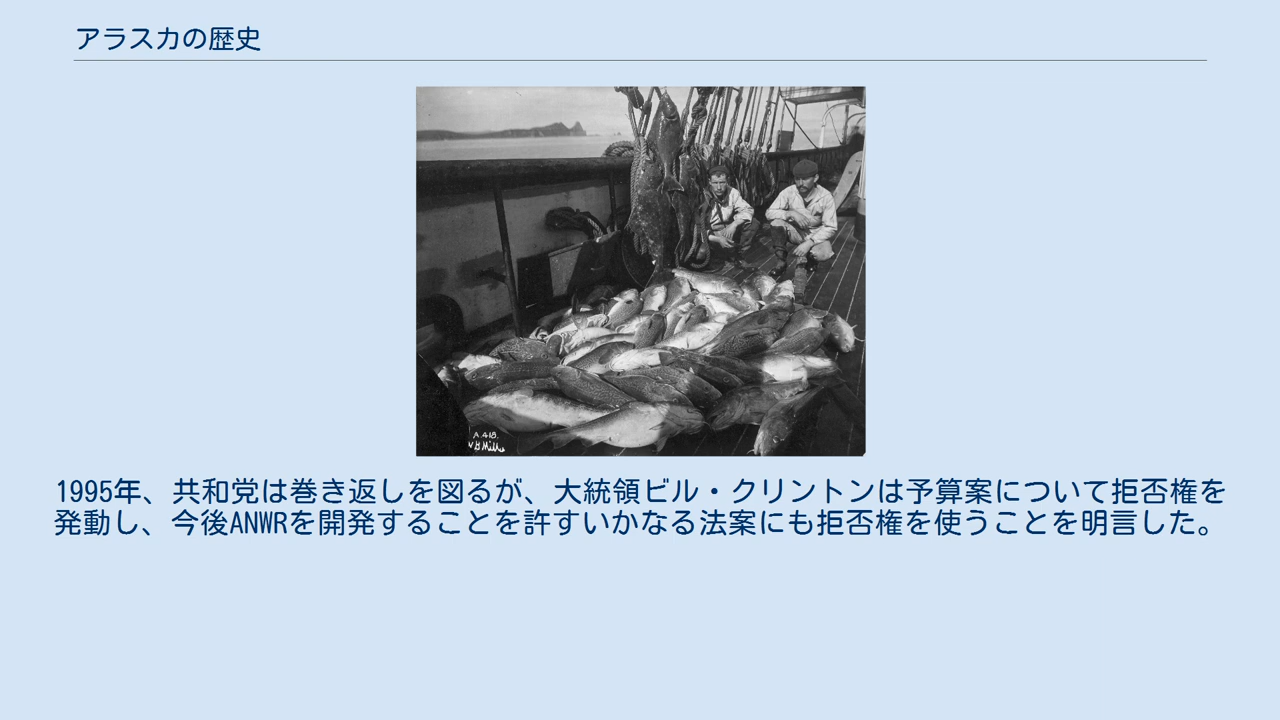 アラスカの歴史
A.418.
1995年、共和党は巻き返しを図るが、大統領ビル・クリントンは予算案について拒否権を
発動し、今後ANWRを開発することを許すいかなる法案にも拒否権を使うことを明言した。